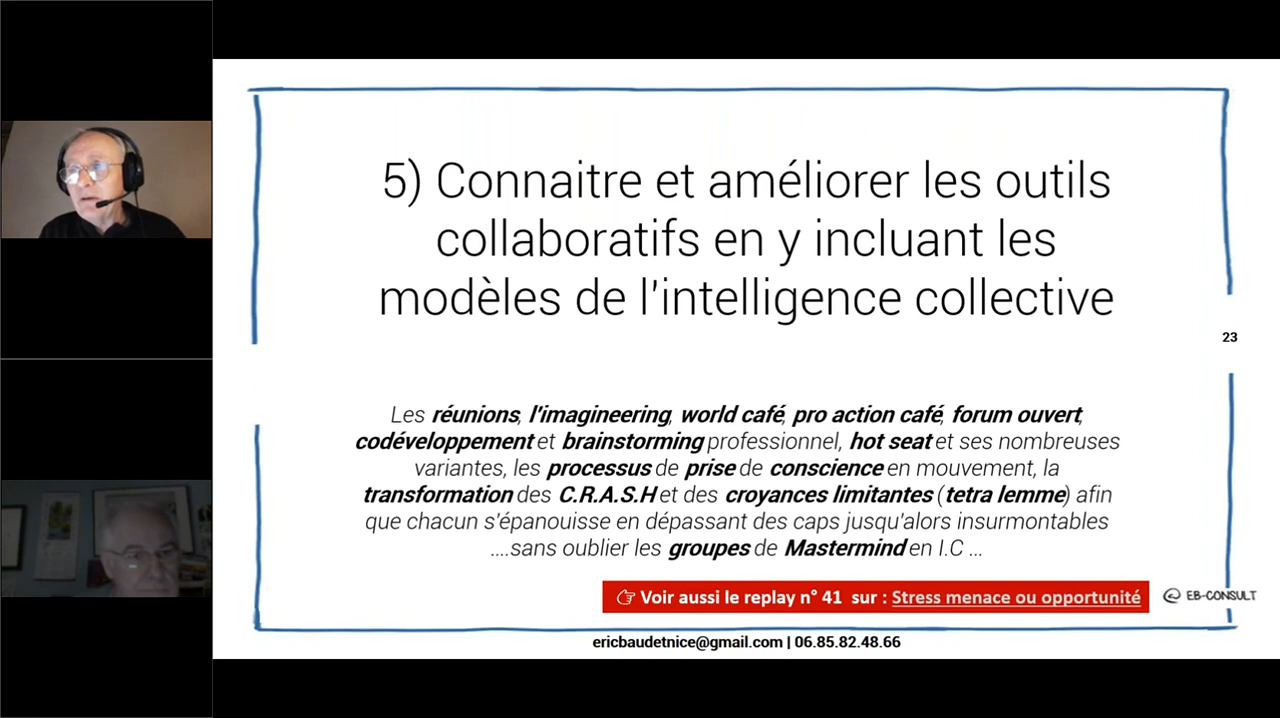 5) Connaitre et améliorer les outils
collaboratifs en y incluant les
modèles de l'intelligence collective
23
Les réunions, l'imagineering, world café, pro action café, forum ouvert,
codéveloppement et brainstorming professionnel, hot seat et ses nombreuses
variantes, les processus de prise de conscience en mouvement, la
transformation des C.R.A.S.H et des croyances limitantes (tetra lemme) afin
que chacun s'épanouisse en dépassant des caps jusqu'alors insurmontables
....sans oublier les groupes de Mastermind en I.C ...
👉 Voir aussi le replay n° 41 sur : Stress menace ou opportunité
@ EB-CONSULT
ericbaudetnice@gmail.com | 06.85.82.48.66